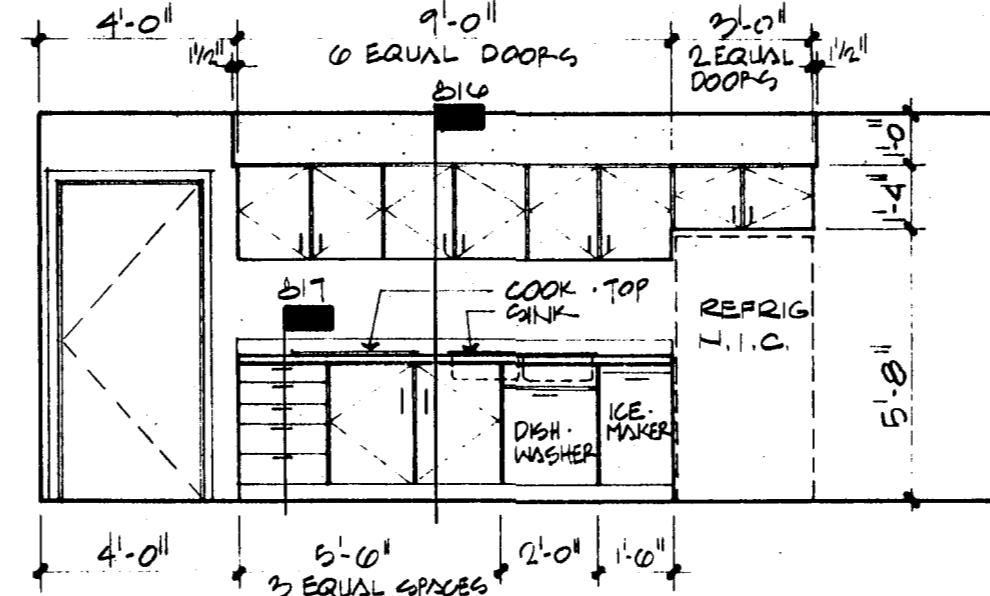 4'-0"
9'-0"
3'-0"
1½"
6 EQUAL DOORS
2 EQUAL
DOORS
1½"
816
1'-0"
1'-4"
817
COOK·TOP
SINK
REFRIG
N.I.C.
5'-8"
DISH·
WASHER
ICE·
MAKER
4'-0"
5'-6"
3 EQUAL SPACES
2'-0"
1'-6"